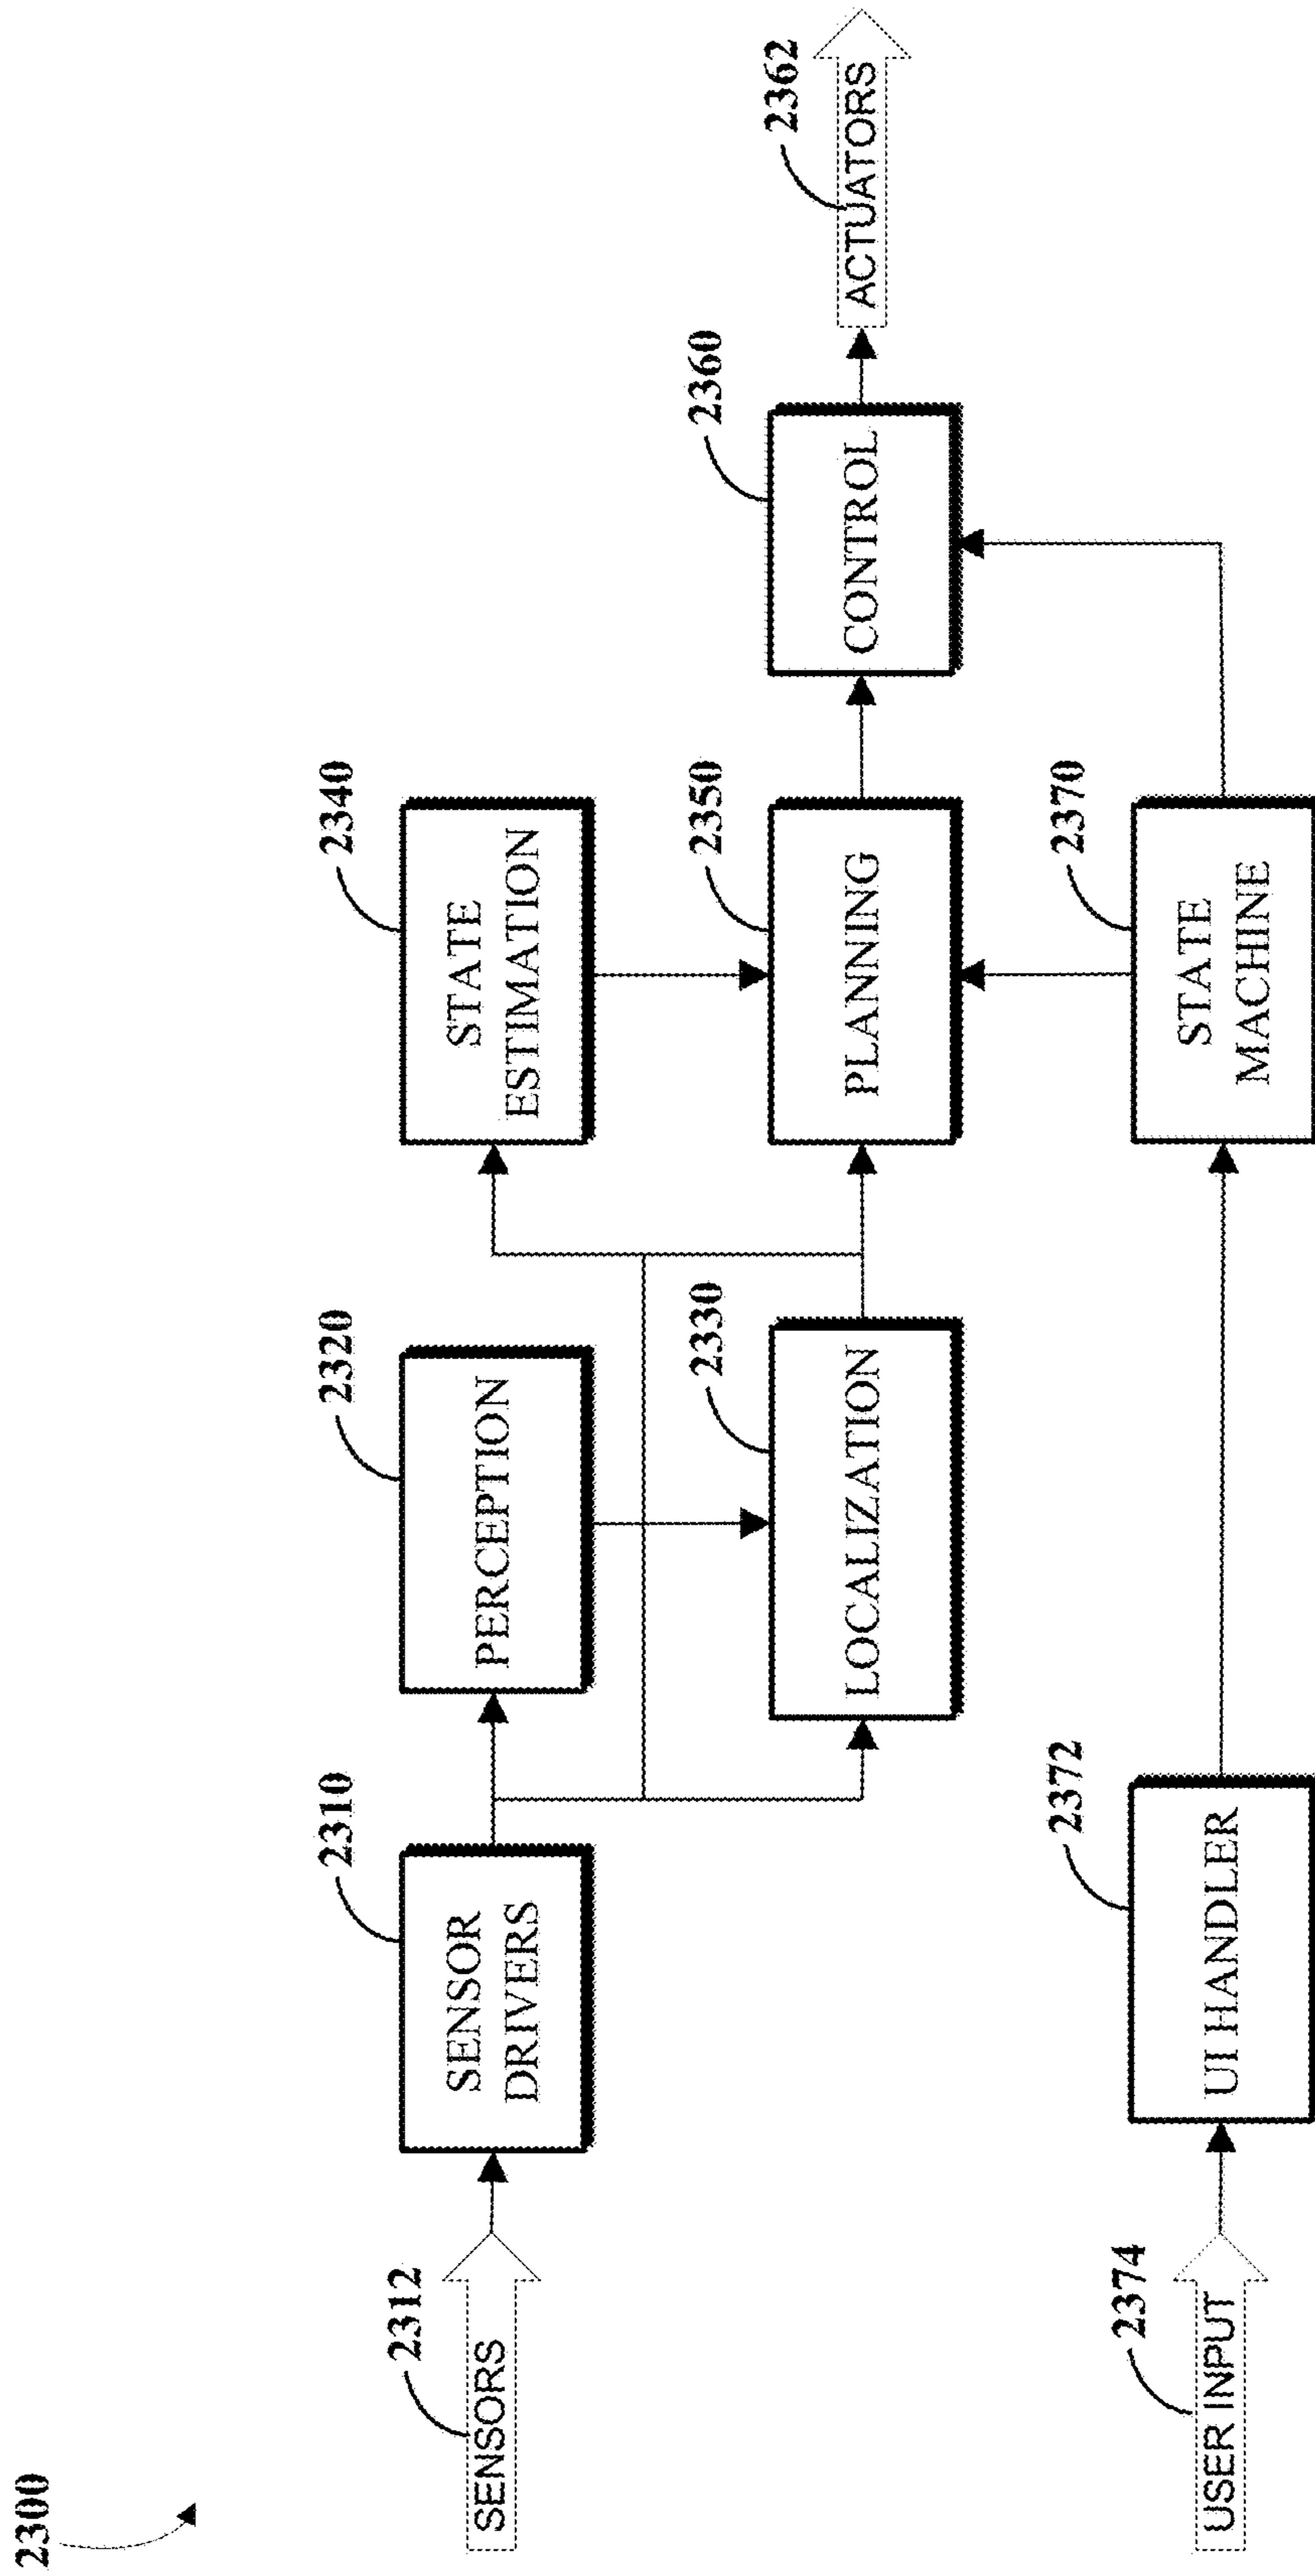 2300
2310
2320
2340
2312
SENSORS
SENSOR
DRIVERS
PERCEPTION
STATE
ESTIMATION
2330
2350
2360
2362
LOCALIZATION
PLANNING
CONTROL
ACTUATORS
2374
2372
2370
USER INPUT
UI HANDLER
STATE
MACHINE